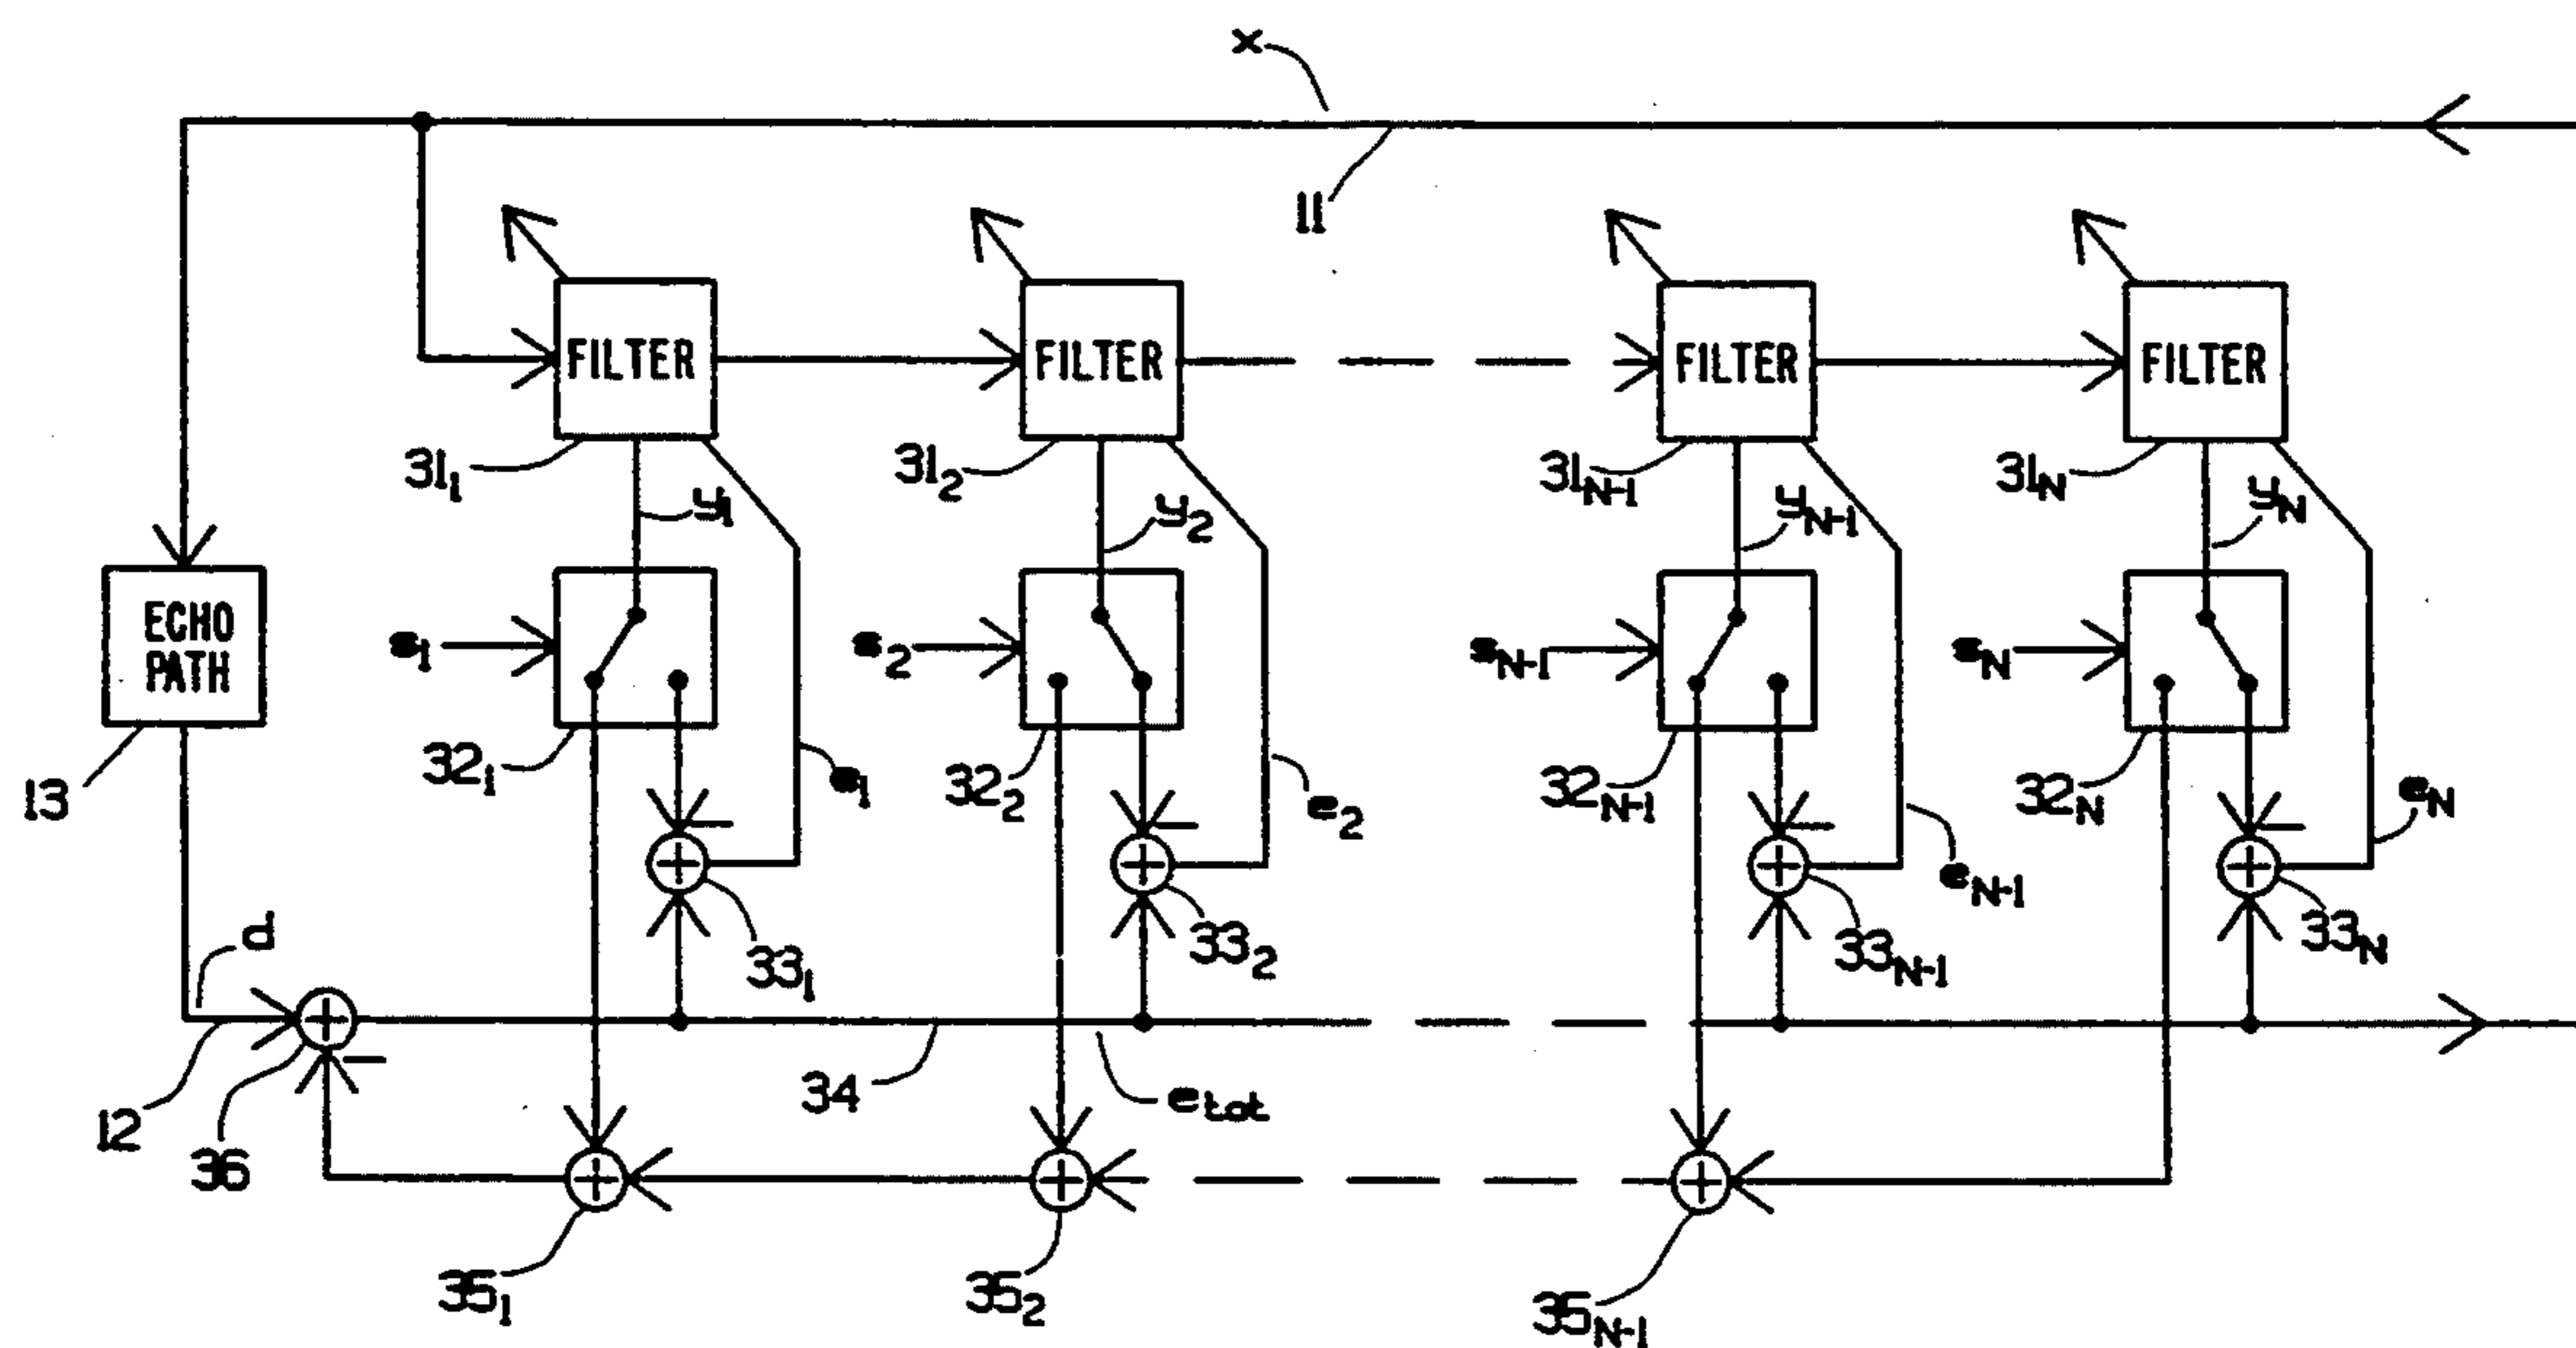 x
11
FILTER FILTER FILTER FILTER
31₁ 31₂ 31N-1 31N
y₁ y₂ yN-1 yN
ECHO
PATH
s₁ s₂ sN-1 sN
13
32₁ e₁ 32₂ e₂ 32N-1 eN-1 32N eN
d
33₁ 33₂ 33N-1 33N
12
36
34
etot
35₁ 35₂ 35N-1